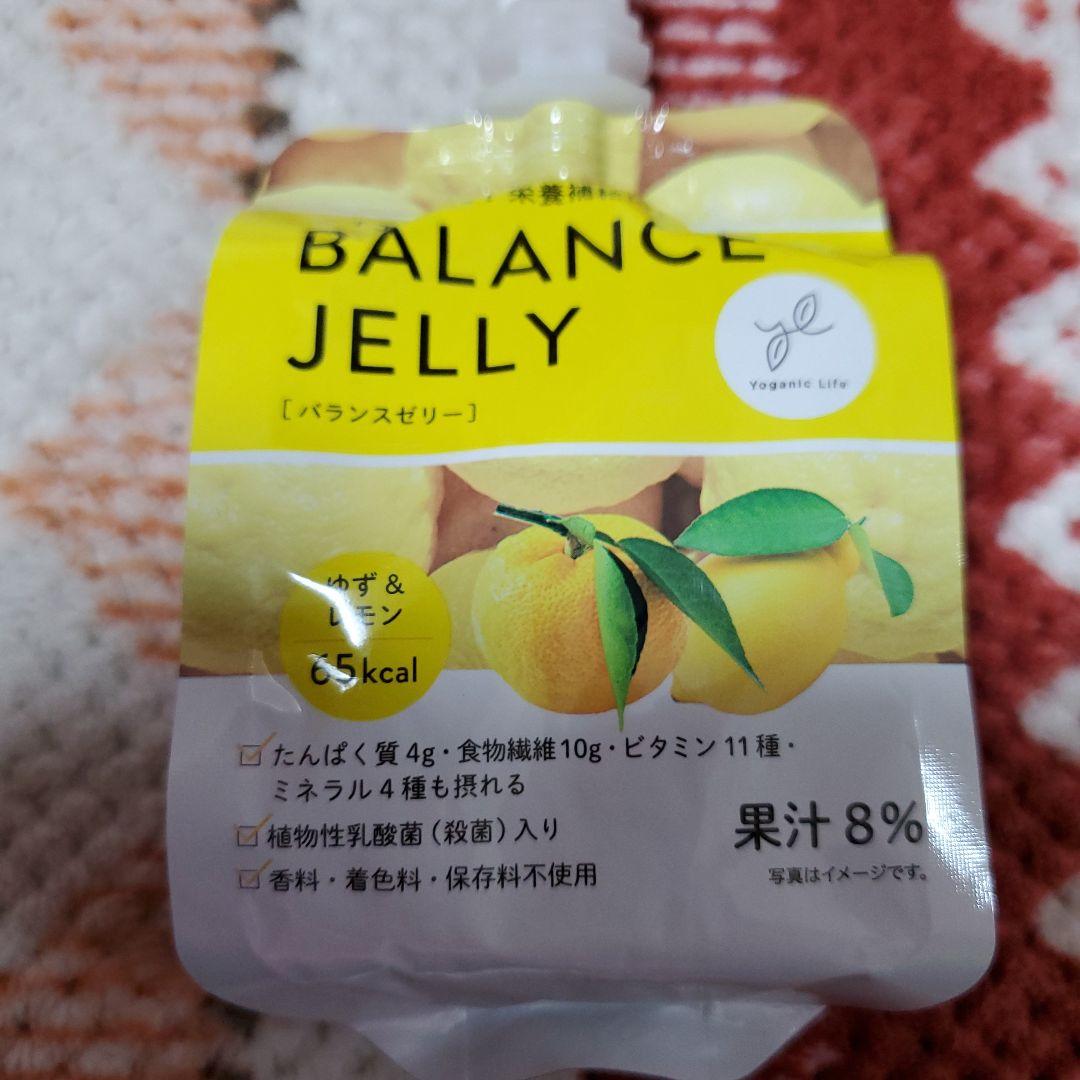 栄養補
BALANCE
JELLY
[バランスゼリー]
ye
Yoganic Life
ゆず&
レモン
65kcal
たんぱく質4g・食物繊維10g・ビタミン11種・
ミネラル4種も摂れる
植物性乳酸菌(殺菌)入り
香料・着色料・保存料不使用
果汁8%
写真はイメージです。